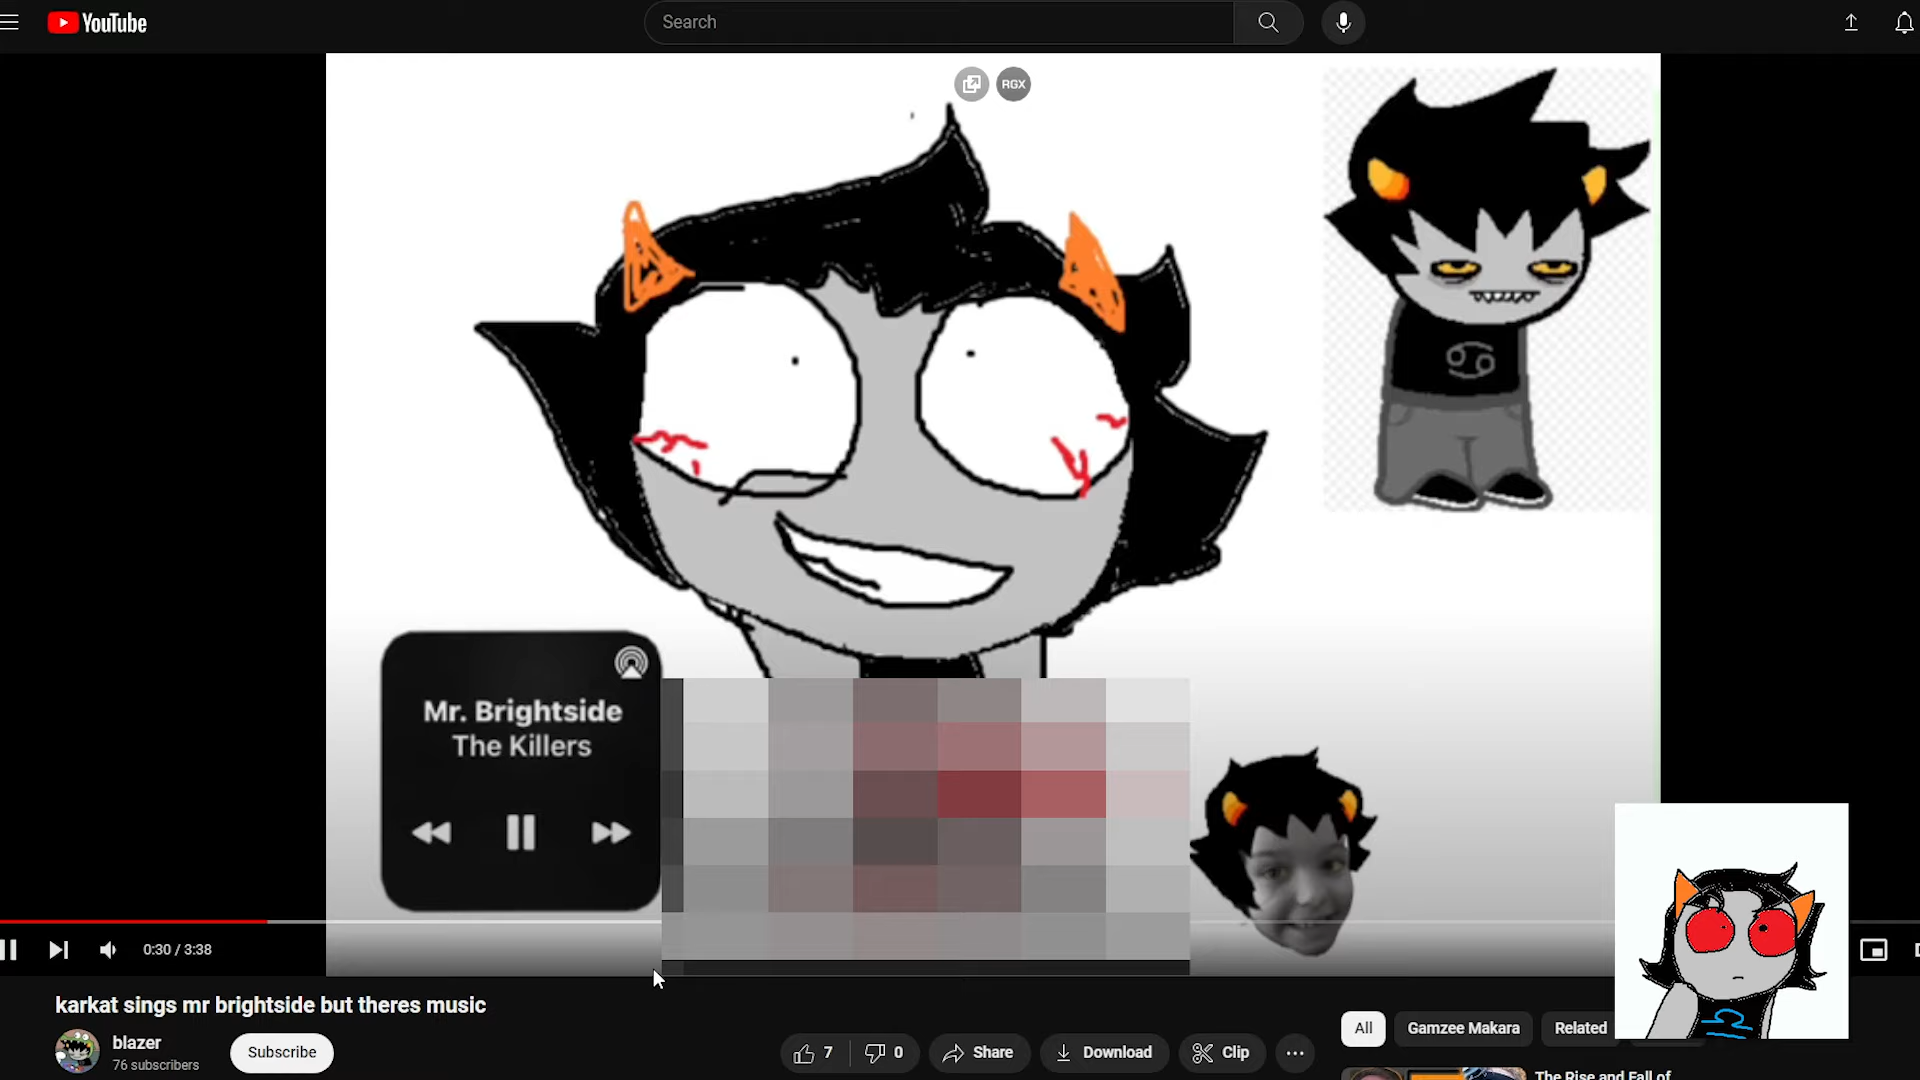 YouTube
Search
RGX
Mr. Brightside
The Killers
0:30 / 3:38
karkat sings mr brightside but theres music
blazer
76 subscribers
Subscribe
7
0
Share
Download
Clip
All
Gamzee Makara
Related
The Rise and Fall of